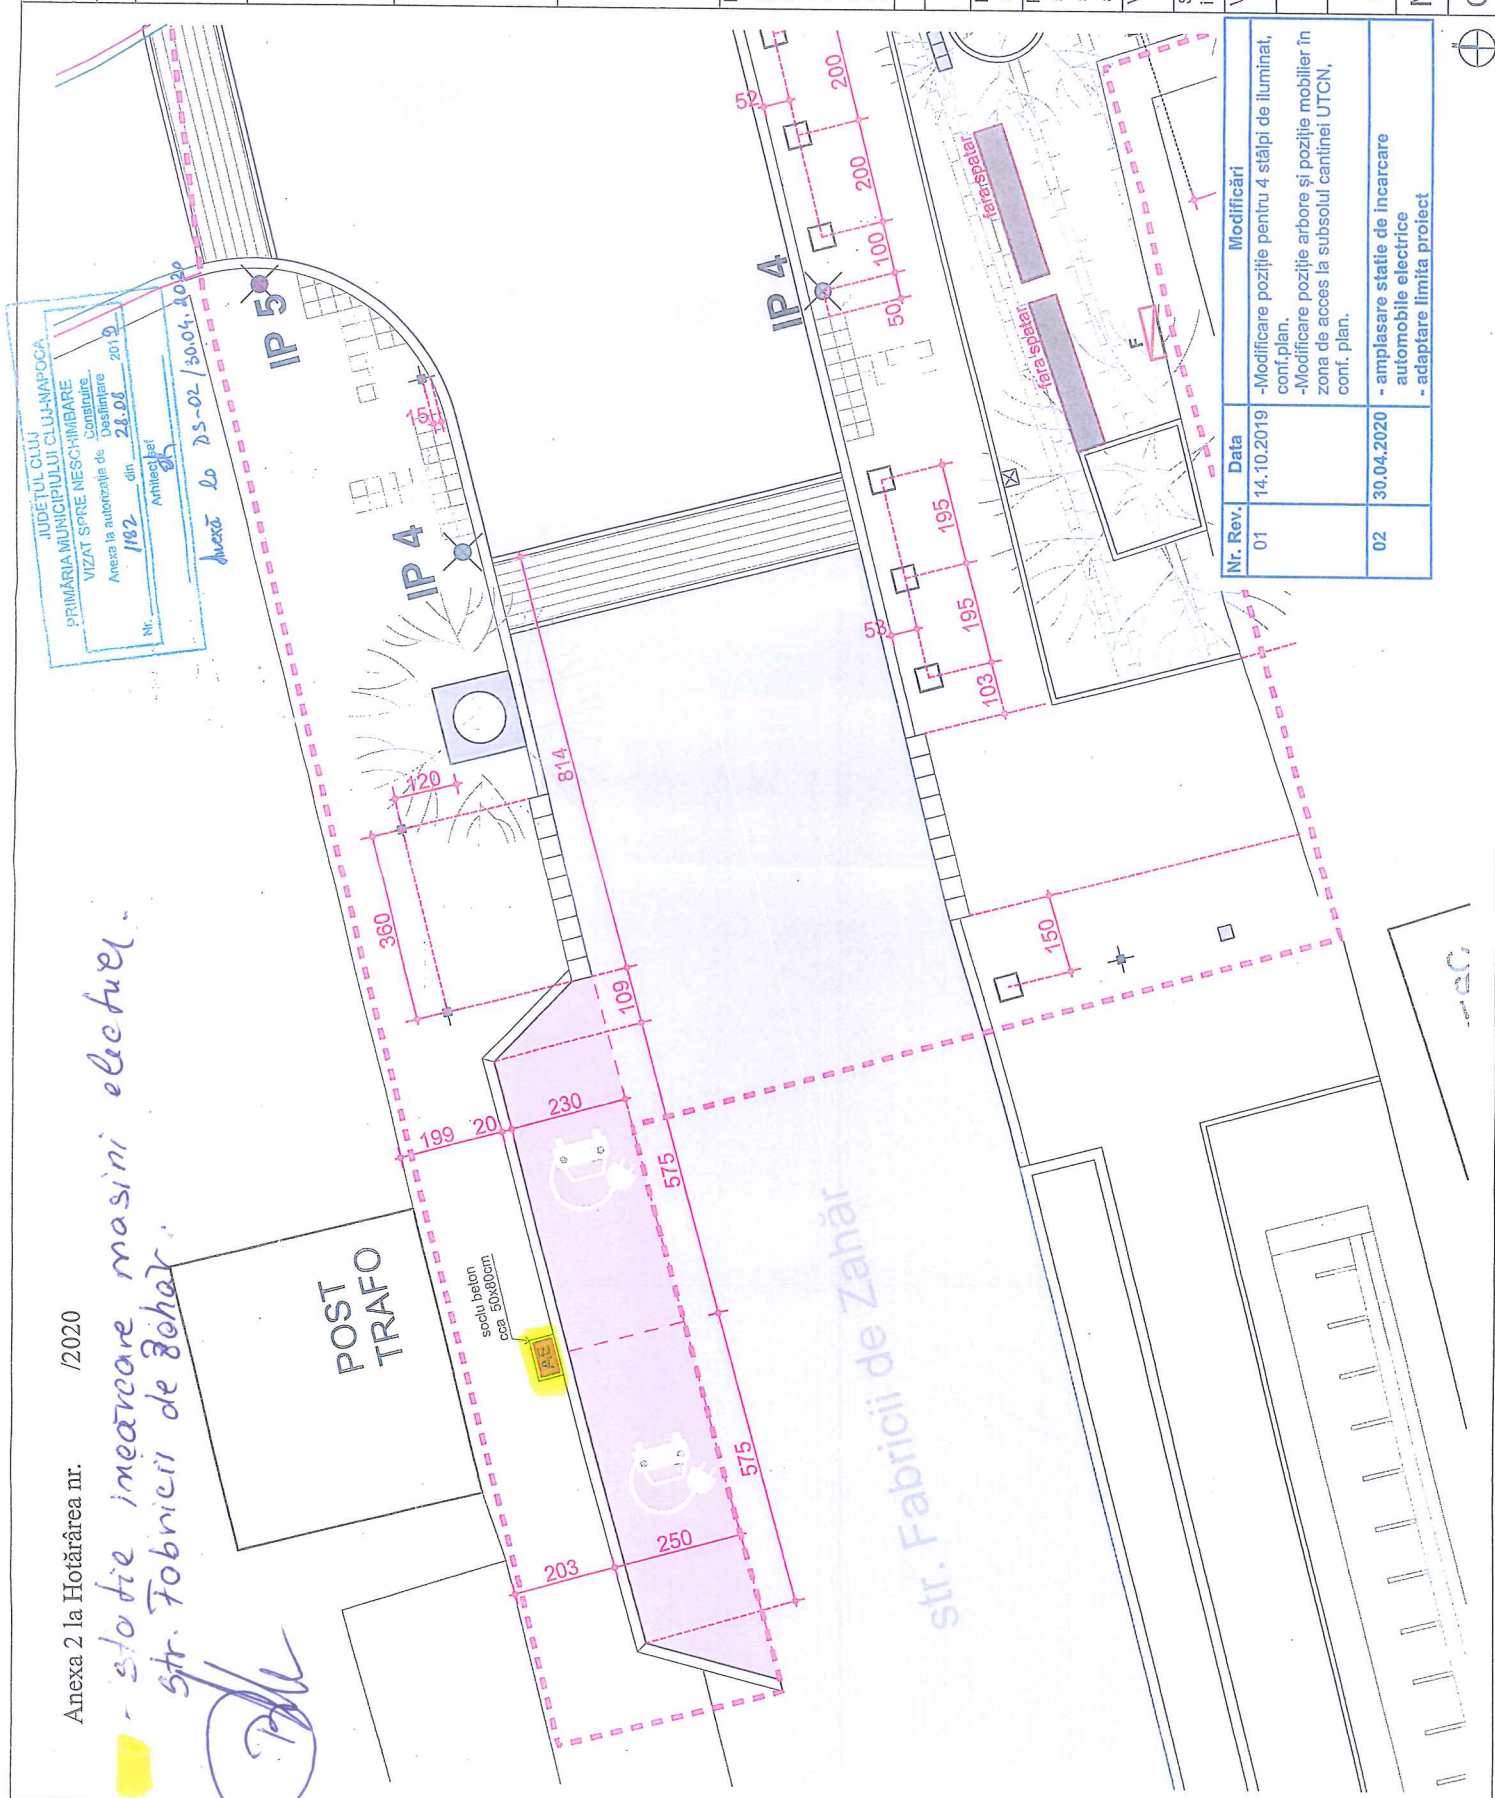 Anexa 2 la Hotărârea nr. /2020
- stație încărcare masini electrice.
str. Fabricii de Zahăr.
JUDEȚUL CLUJ
PRIMĂRIA MUNICIPIULUI CLUJ-NAPOCA
VIZAT SPRE NESCHIMBARE
Anexa la autorizația de Construire
Desființare
Nr. 1182 din 28.08 2019
Arhitect șef
Anexă la DS-02/30.04.2020
POST
TRAFO
soclu beton
cca 50x80cm
AE
IP 5
IP 4
IP 4
15
120
360
814
109
199
20
230
575
575
203
250
str. Fabricii de Zahăr
52
200
200
100
50
195
195
53
103
150
fara spatar
fara spatar
F
Nr. Rev. Data Modificări
01 14.10.2019 -Modificare poziție pentru 4 stâlpi de iluminat,
conf.plan.
-Modificare poziție arbore și poziție mobilier în
zona de acces la subsolul cantinei UTCN,
conf. plan.
02 30.04.2020 - amplasare statie de incarcare
automobile electrice
- adaptare limita proiect